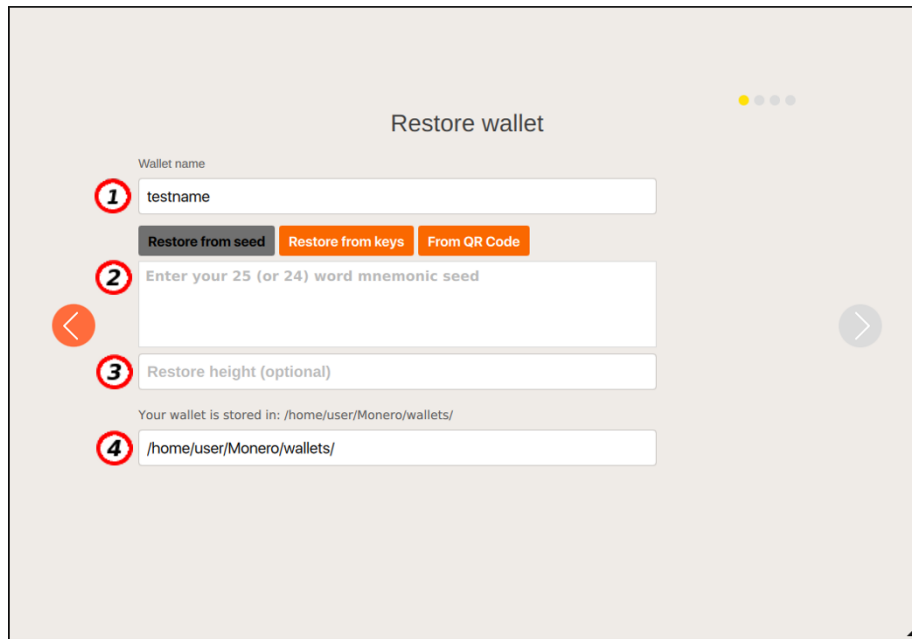 Restore wallet
Wallet name
1 testname
Restore from seed Restore from keys From QR Code
2 Enter your 25 (or 24) word mnemonic seed
3 Restore height (optional)
Your wallet is stored in: /home/user/Monero/wallets/
4 /home/user/Monero/wallets/